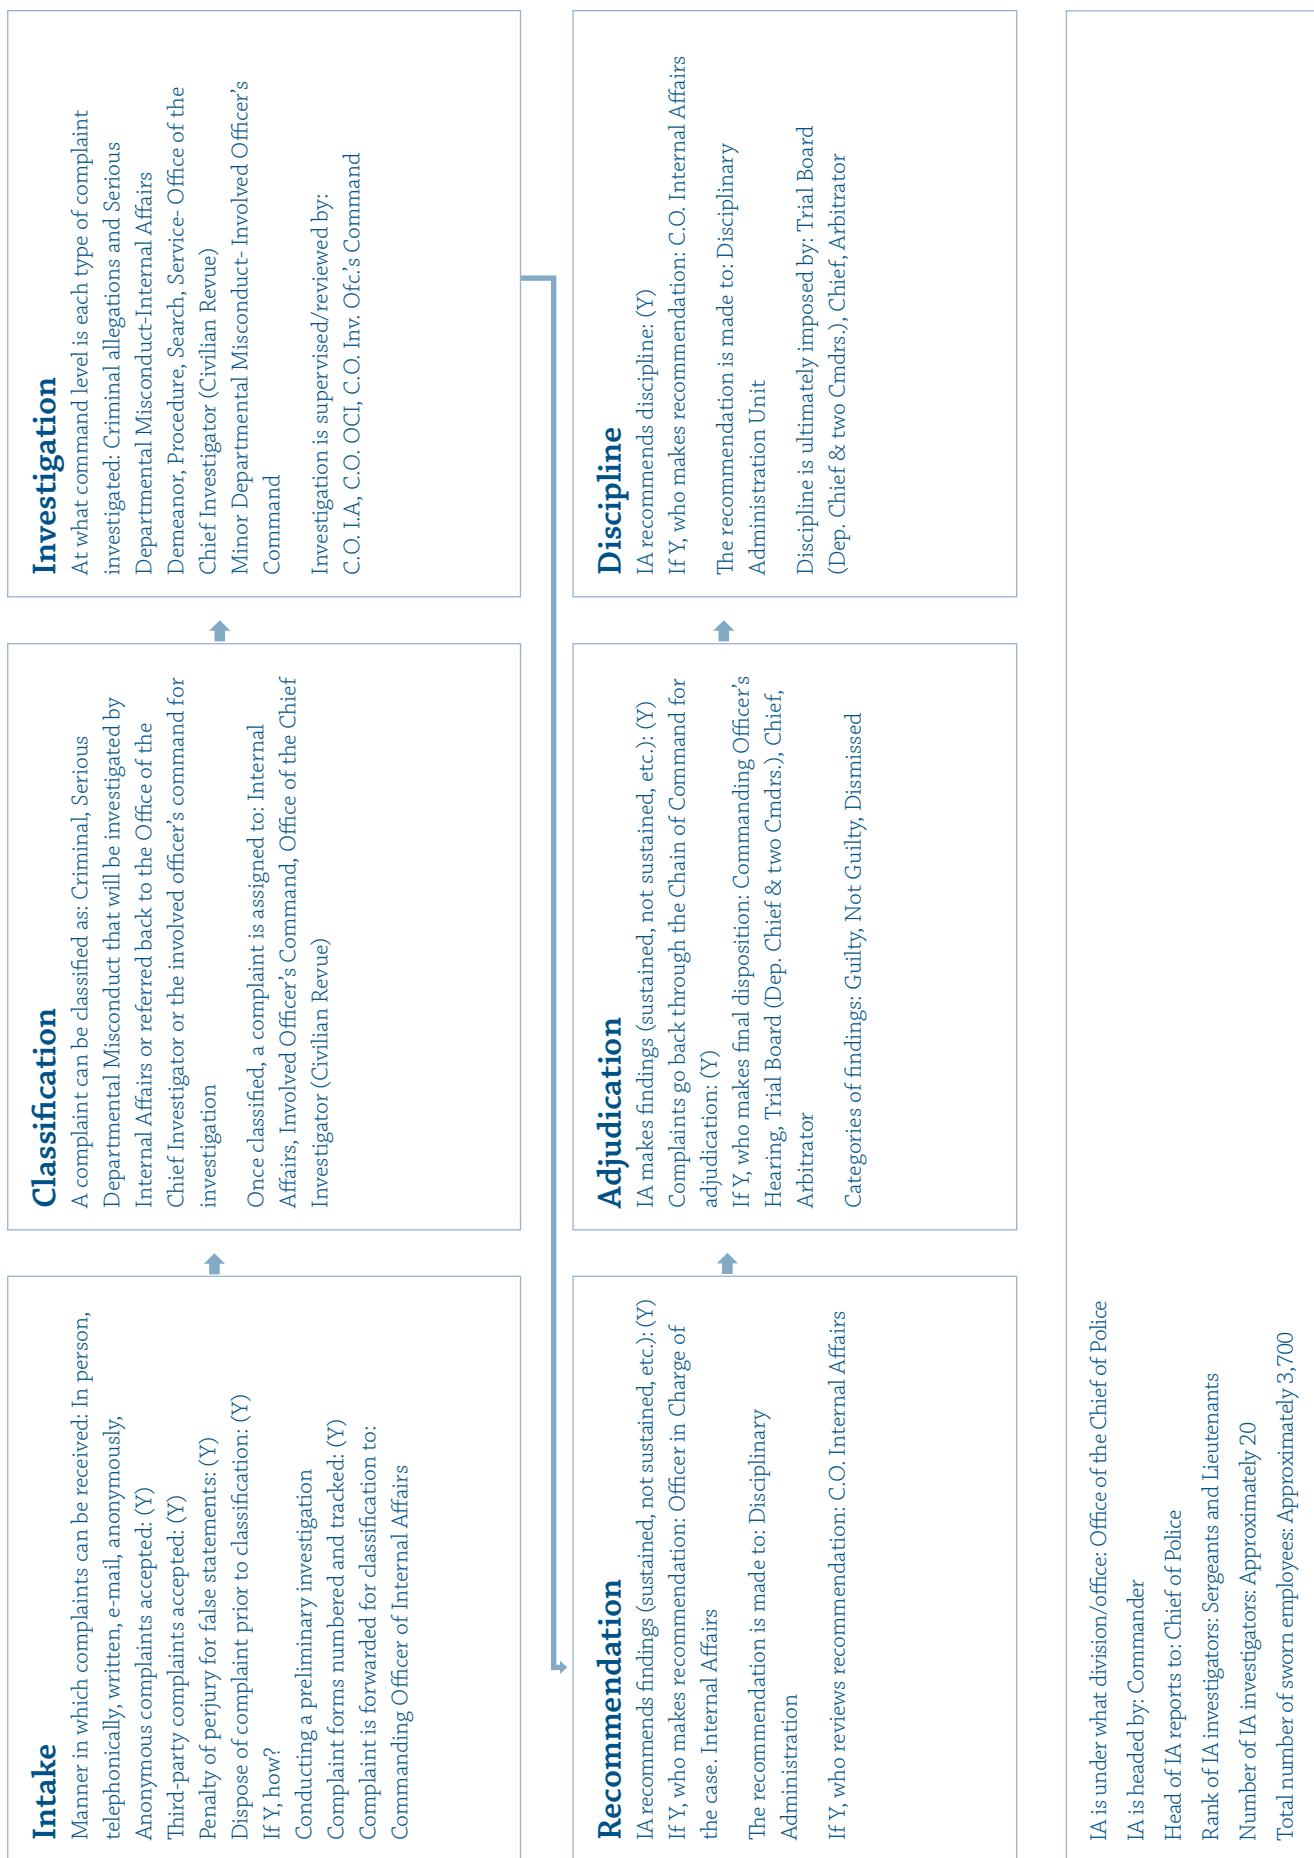 Intake
Manner in which complaints can be received: In person,
telephonically, written, e-mail, anonymously,
Anonymous complaints accepted: (Y)
Third-party complaints accepted: (Y)
Penalty of perjury for false statements: (Y)
Dispose of complaint prior to classification: (Y)
If Y, how?
Conducting a preliminary investigation
Complaint forms numbered and tracked: (Y)
Complaint is forwarded for classification to:
Commanding Officer of Internal Affairs
Classification
A complaint can be classified as: Criminal, Serious
Departmental Misconduct that will be investigated by
Internal Affairs or referred back to the Office of the
Chief Investigator or the involved officer's command for
investigation
Once classified, a complaint is assigned to: Internal
Affairs, Involved Officer's Command, Office of the Chief
Investigator (Civilian Revue)
Investigation
At what command level is each type of complaint
investigated: Criminal allegations and Serious
Departmental Misconduct-Internal Affairs
Demeanor, Procedure, Search, Service- Office of the
Chief Investigator (Civilian Revue)
Minor Departmental Misconduct- Involved Officer's
Command
Investigation is supervised/reviewed by:
C.O. I.A, C.O. OCI, C.O. Inv. Ofc.'s Command
Recommendation
IA recommends findings (sustained, not sustained, etc.): (Y)
If Y, who makes recommendation: Officer in Charge of
the case. Internal Affairs
The recommendation is made to: Disciplinary
Administration
If Y, who reviews recommendation: C.O. Internal Affairs
Adjudication
IA makes findings (sustained, not sustained, etc.): (Y)
Complaints go back through the Chain of Command for
adjudication: (Y)
If Y, who makes final disposition: Commanding Officer's
Hearing, Trial Board (Dep. Chief & two Cmdrs.), Chief,
Arbitrator
Categories of findings: Guilty, Not Guilty, Dismissed
Discipline
IA recommends discipline: (Y)
If Y, who makes recommendation: C.O. Internal Affairs
The recommendation is made to: Disciplinary
Administration Unit
Discipline is ultimately imposed by: Trial Board
(Dep. Chief & two Cmdrs.), Chief, Arbitrator
IA is under what division/office: Office of the Chief of Police
IA is headed by: Commander
Head of IA reports to: Chief of Police
Rank of IA investigators: Sergeants and Lieutenants
Number of IA investigators: Approximately 20
Total number of sworn employees: Approximately 3,700